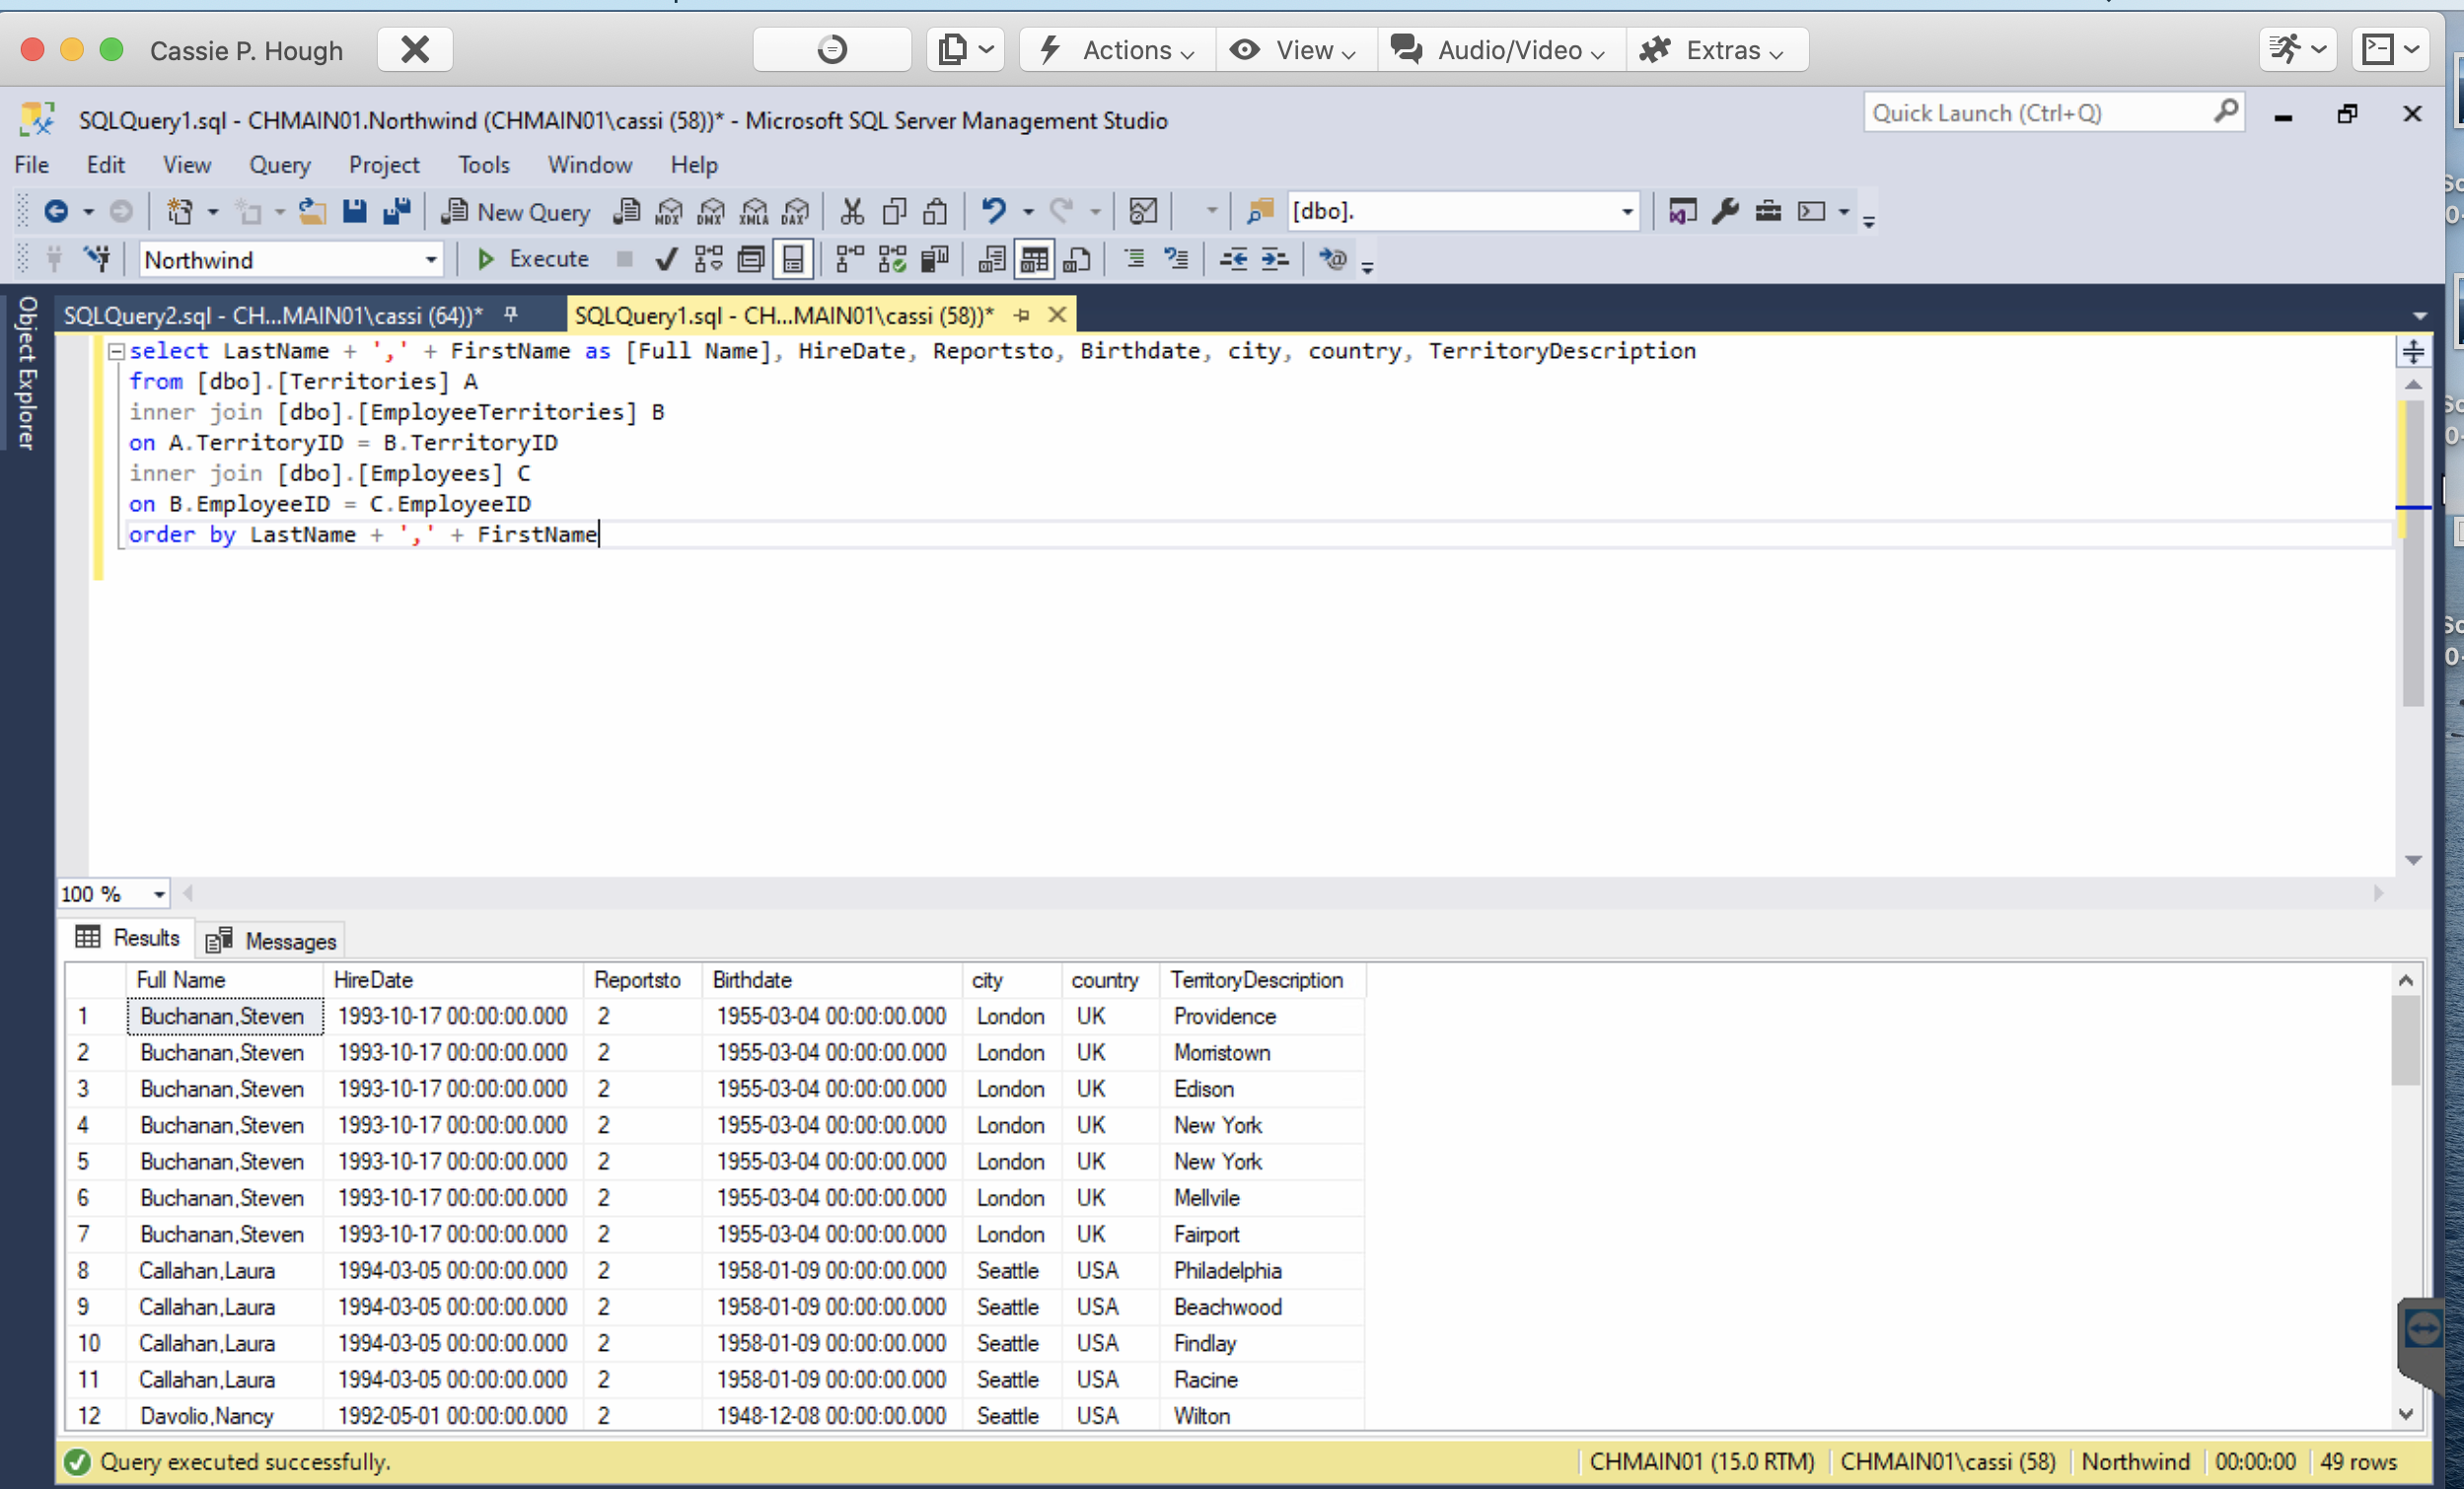 Cassie P. Hough
Actions View Audio/Video Extras
SQLQuery1.sql - CHMAIN01.Northwind (CHMAIN01\cassi (58))* - Microsoft SQL Server Management Studio
Quick Launch (Ctrl+Q)
File Edit View Query Project Tools Window Help
New Query MDX DMX XMLA DAX [dbo].
Northwind Execute
Object Explorer
SQLQuery2.sql - CH...MAIN01\cassi (64))* SQLQuery1.sql - CH...MAIN01\cassi (58))*
select LastName + ',' + FirstName as [Full Name], HireDate, Reportsto, Birthdate, city, country, TerritoryDescription
from [dbo].[Territories] A
inner join [dbo].[EmployeeTerritories] B
on A.TerritoryID = B.TerritoryID
inner join [dbo].[Employees] C
on B.EmployeeID = C.EmployeeID
order by LastName + ',' + FirstName
100 %
Results Messages
Full Name HireDate Reportsto Birthdate city country TerritoryDescription
1 Buchanan,Steven 1993-10-17 00:00:00.000 2 1955-03-04 00:00:00.000 London UK Providence
2 Buchanan,Steven 1993-10-17 00:00:00.000 2 1955-03-04 00:00:00.000 London UK Morristown
3 Buchanan,Steven 1993-10-17 00:00:00.000 2 1955-03-04 00:00:00.000 London UK Edison
4 Buchanan,Steven 1993-10-17 00:00:00.000 2 1955-03-04 00:00:00.000 London UK New York
5 Buchanan,Steven 1993-10-17 00:00:00.000 2 1955-03-04 00:00:00.000 London UK New York
6 Buchanan,Steven 1993-10-17 00:00:00.000 2 1955-03-04 00:00:00.000 London UK Mellvile
7 Buchanan,Steven 1993-10-17 00:00:00.000 2 1955-03-04 00:00:00.000 London UK Fairport
8 Callahan,Laura 1994-03-05 00:00:00.000 2 1958-01-09 00:00:00.000 Seattle USA Philadelphia
9 Callahan,Laura 1994-03-05 00:00:00.000 2 1958-01-09 00:00:00.000 Seattle USA Beachwood
10 Callahan,Laura 1994-03-05 00:00:00.000 2 1958-01-09 00:00:00.000 Seattle USA Findlay
11 Callahan,Laura 1994-03-05 00:00:00.000 2 1958-01-09 00:00:00.000 Seattle USA Racine
12 Davolio,Nancy 1992-05-01 00:00:00.000 2 1948-12-08 00:00:00.000 Seattle USA Wilton
Query executed successfully. CHMAIN01 (15.0 RTM) CHMAIN01\cassi (58) Northwind 00:00:00 49 rows